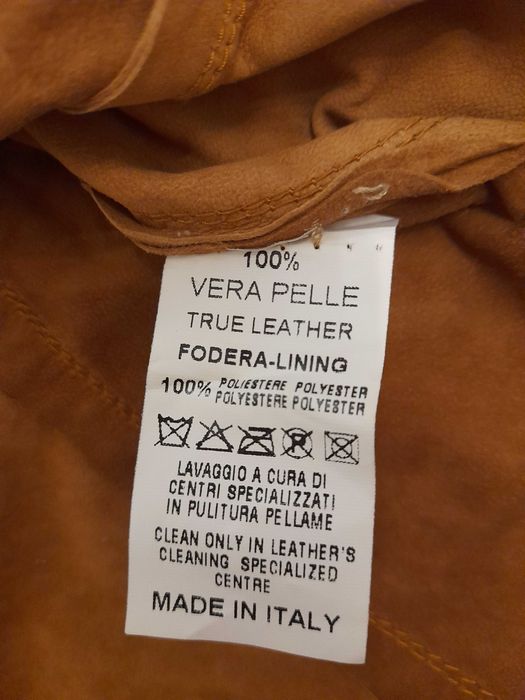 100%
VERA PELLE
TRUE LEATHER
FODERA-LINING
100% POLIESTERE POLYESTER
POLYESTERE POLYESTER
P
LAVAGGIO A CURA DI
CENTRI SPECIALIZZATI
IN PULITURA PELLAME
CLEAN ONLY IN LEATHER'S
CLEANING SPECIALIZED
CENTRE
MADE IN ITALY